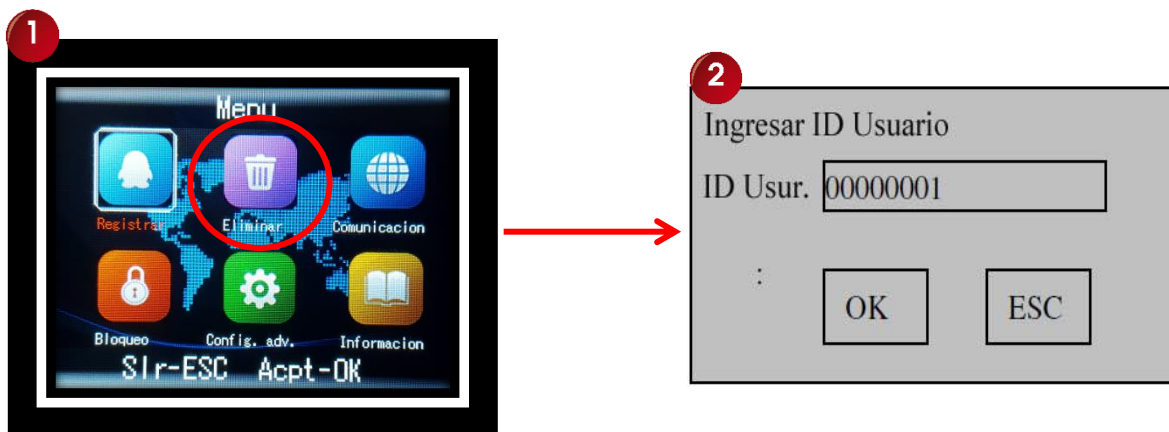 1
Menu
Registrar Eliminar Comunicacion
Bloqueo Config. adv. Informacion
Slr-ESC Acpt-OK
2
Ingresar ID Usuario
ID Usur. 00000001
:
OK ESC